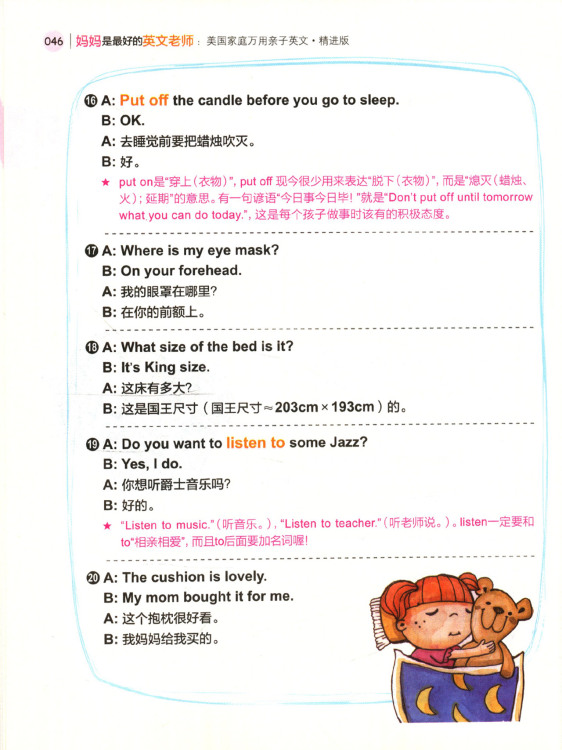 046 妈妈是最好的英文老师：美国家庭万用亲子英文·精进版
⑯ A: Put off the candle before you go to sleep.
B: OK.
A: 去睡觉前要把蜡烛吹灭。
B: 好。
★ put on是“穿上（衣物）”, put off 现今很少用来表达“脱下（衣物）”, 而是“熄灭（蜡烛、
火）；延期”的意思。有一句谚语“今日事今日毕！”就是“Don't put off until tomorrow
what you can do today.”, 这是每个孩子做事时该有的积极态度。
⑰ A: Where is my eye mask?
B: On your forehead.
A: 我的眼罩在哪里?
B: 在你的前额上。
⑱ A: What size of the bed is it?
B: It's King size.
A: 这床有多大?
B: 这是国王尺寸（国王尺寸≈203cm×193cm）的。
⑲ A: Do you want to listen to some Jazz?
B: Yes, I do.
A: 你想听爵士音乐吗?
B: 好的。
★ “Listen to music.”（听音乐。）, “Listen to teacher.”（听老师说。）。listen一定要和
to“相亲相爱”, 而且to后面要加名词喔!
⑳ A: The cushion is lovely.
B: My mom bought it for me.
A: 这个抱枕很好看。
B: 我妈妈给我买的。